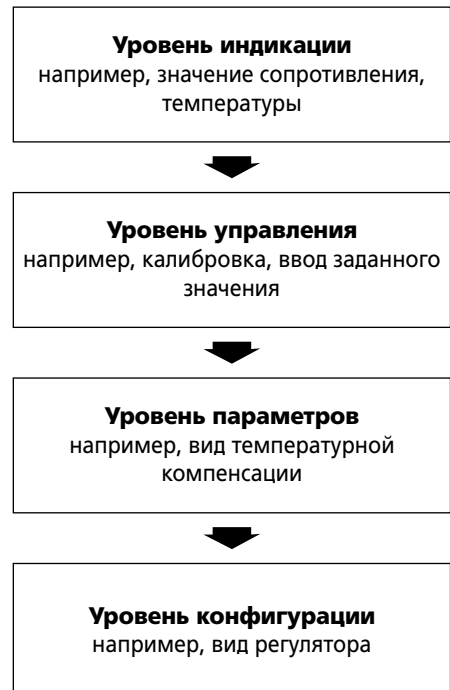 Уровень индикации
например, значение сопротивления,
температуры
Уровень управления
например, калибровка, ввод заданного
значения
Уровень параметров
например, вид температурной
компенсации
Уровень конфигурации
например, вид регулятора